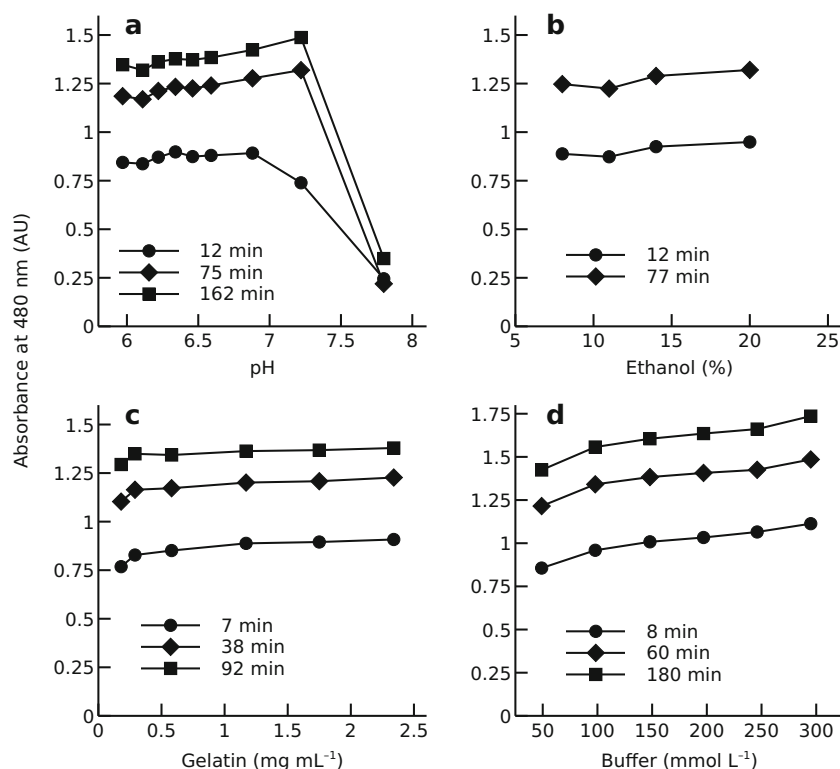 Absorbance at 480 nm (AU)
a
1.5
1.25
1
0.75
0.5
0.25
0
12 min
75 min
162 min
6 6.5 7 7.5 8
pH
b
1.5
1.25
1
0.75
0.5
0.25
0
12 min
77 min
5 10 15 20 25
Ethanol (%)
c
1.5
1.25
1
0.75
0.5
0.25
0
7 min
38 min
92 min
0 0.5 1 1.5 2 2.5
Gelatin (mg mL⁻¹)
d
1.75
1.5
1.25
1
0.75
0.5
0.25
0
8 min
60 min
180 min
50 100 150 200 250 300
Buffer (mmol L⁻¹)